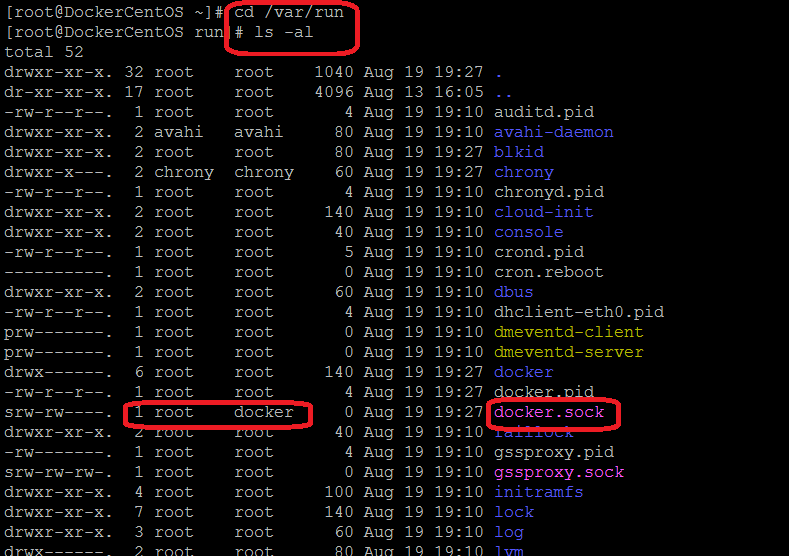 [root@DockerCentOS ~]# cd /var/run
[root@DockerCentOS run]# ls -al
total 52
drwxr-xr-x. 32 root    root    1040 Aug 19 19:27 .
dr-xr-xr-x. 17 root    root    4096 Aug 13 16:05 ..
-rw-r--r--.  1 root    root       4 Aug 19 19:10 auditd.pid
drwxr-xr-x.  2 avahi   avahi     80 Aug 19 19:10 avahi-daemon
drwxr-xr-x.  2 root    root      80 Aug 19 19:27 blkid
drwxr-x---.  2 chrony  chrony    60 Aug 19 19:27 chrony
-rw-r--r--.  1 root    root       4 Aug 19 19:10 chronyd.pid
drwxr-xr-x.  2 root    root     140 Aug 19 19:10 cloud-init
drwxr-xr-x.  2 root    root      40 Aug 19 19:10 console
-rw-r--r--.  1 root    root       5 Aug 19 19:10 crond.pid
----------.  1 root    root       0 Aug 19 19:10 cron.reboot
drwxr-xr-x.  2 root    root      60 Aug 19 19:10 dbus
-rw-r--r--.  1 root    root       4 Aug 19 19:10 dhclient-eth0.pid
prw-------.  1 root    root       0 Aug 19 19:10 dmeventd-client
prw-------.  1 root    root       0 Aug 19 19:10 dmeventd-server
drwx------.  6 root    root     140 Aug 19 19:27 docker
-rw-r--r--.  1 root    root       4 Aug 19 19:27 docker.pid
srw-rw----.  1 root    docker     0 Aug 19 19:27 docker.sock
drwxr-xr-x.  2 root    root      40 Aug 19 19:10 faillock
-rw-------.  1 root    root       4 Aug 19 19:10 gssproxy.pid
srw-rw-rw-.  1 root    root       0 Aug 19 19:10 gssproxy.sock
drwxr-xr-x.  4 root    root     100 Aug 19 19:10 initramfs
drwxr-xr-x.  7 root    root     140 Aug 19 19:10 lock
drwxr-xr-x.  3 root    root      60 Aug 19 19:10 log
drwx------.  2 root    root      80 Aug 19 19:10 lvm